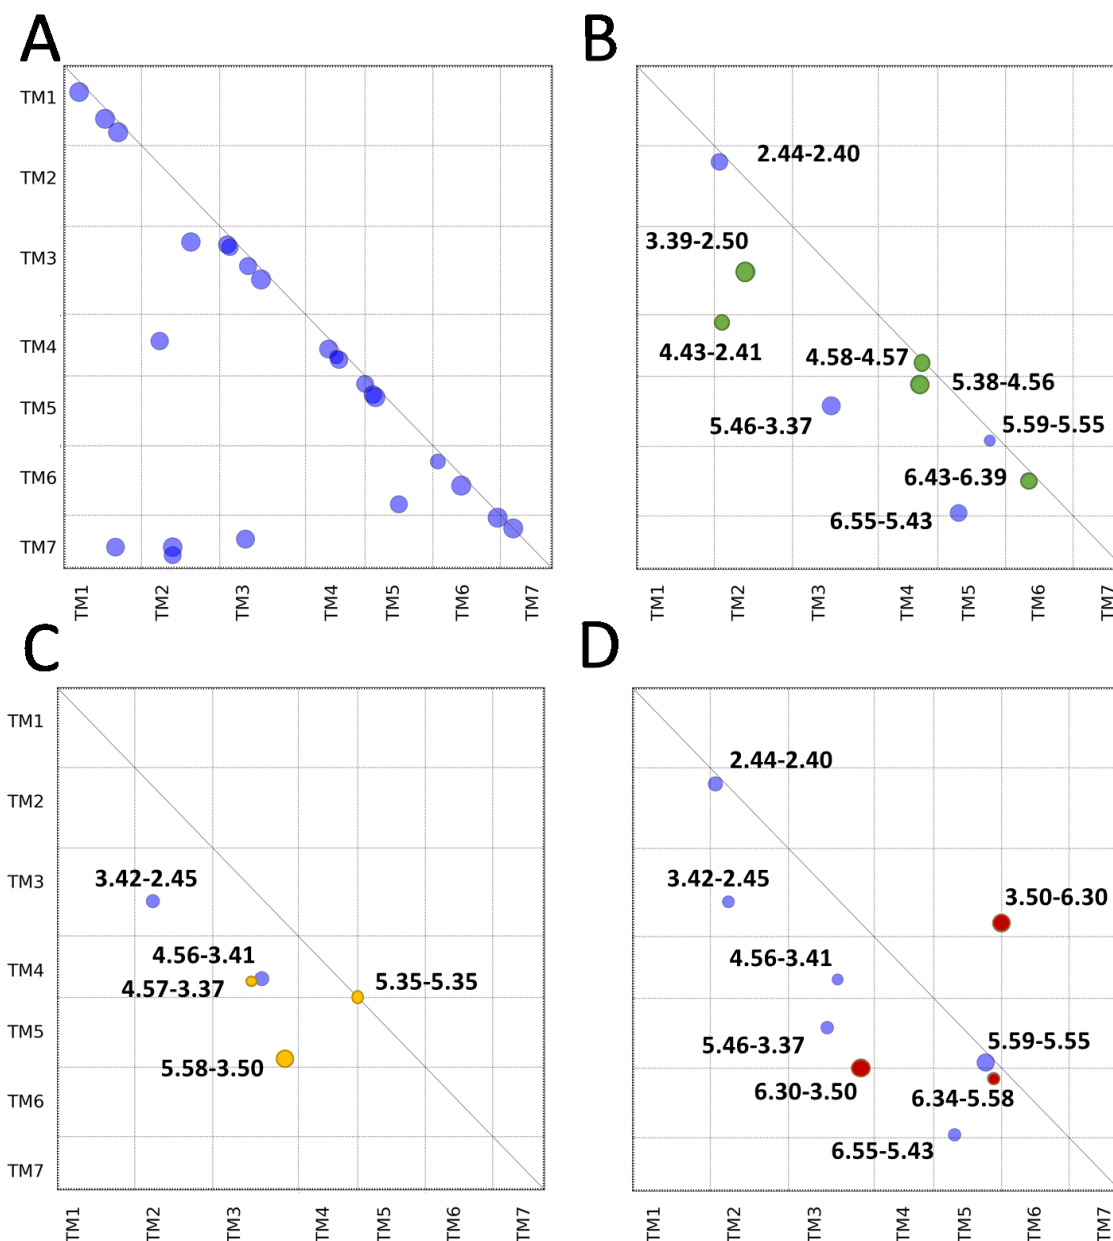 A
B
TM1
TM2
TM3
TM4
TM5
TM6
TM7
TM1
TM2
TM3
TM4
TM5
TM6
TM7
2.44-2.40
3.39-2.50
4.43-2.41
4.58-4.57
5.38-4.56
5.46-3.37
5.59-5.55
6.43-6.39
6.55-5.43
TM1
TM2
TM3
TM4
TM5
TM6
TM7
C
D
TM1
TM2
TM3
TM4
TM5
TM6
TM7
3.42-2.45
4.56-3.41
4.57-3.37
5.35-5.35
5.58-3.50
TM1
TM2
TM3
TM4
TM5
TM6
TM7
2.44-2.40
3.42-2.45
3.50-6.30
4.56-3.41
5.46-3.37
5.59-5.55
6.30-3.50
6.34-5.58
6.55-5.43
TM1
TM2
TM3
TM4
TM5
TM6
TM7